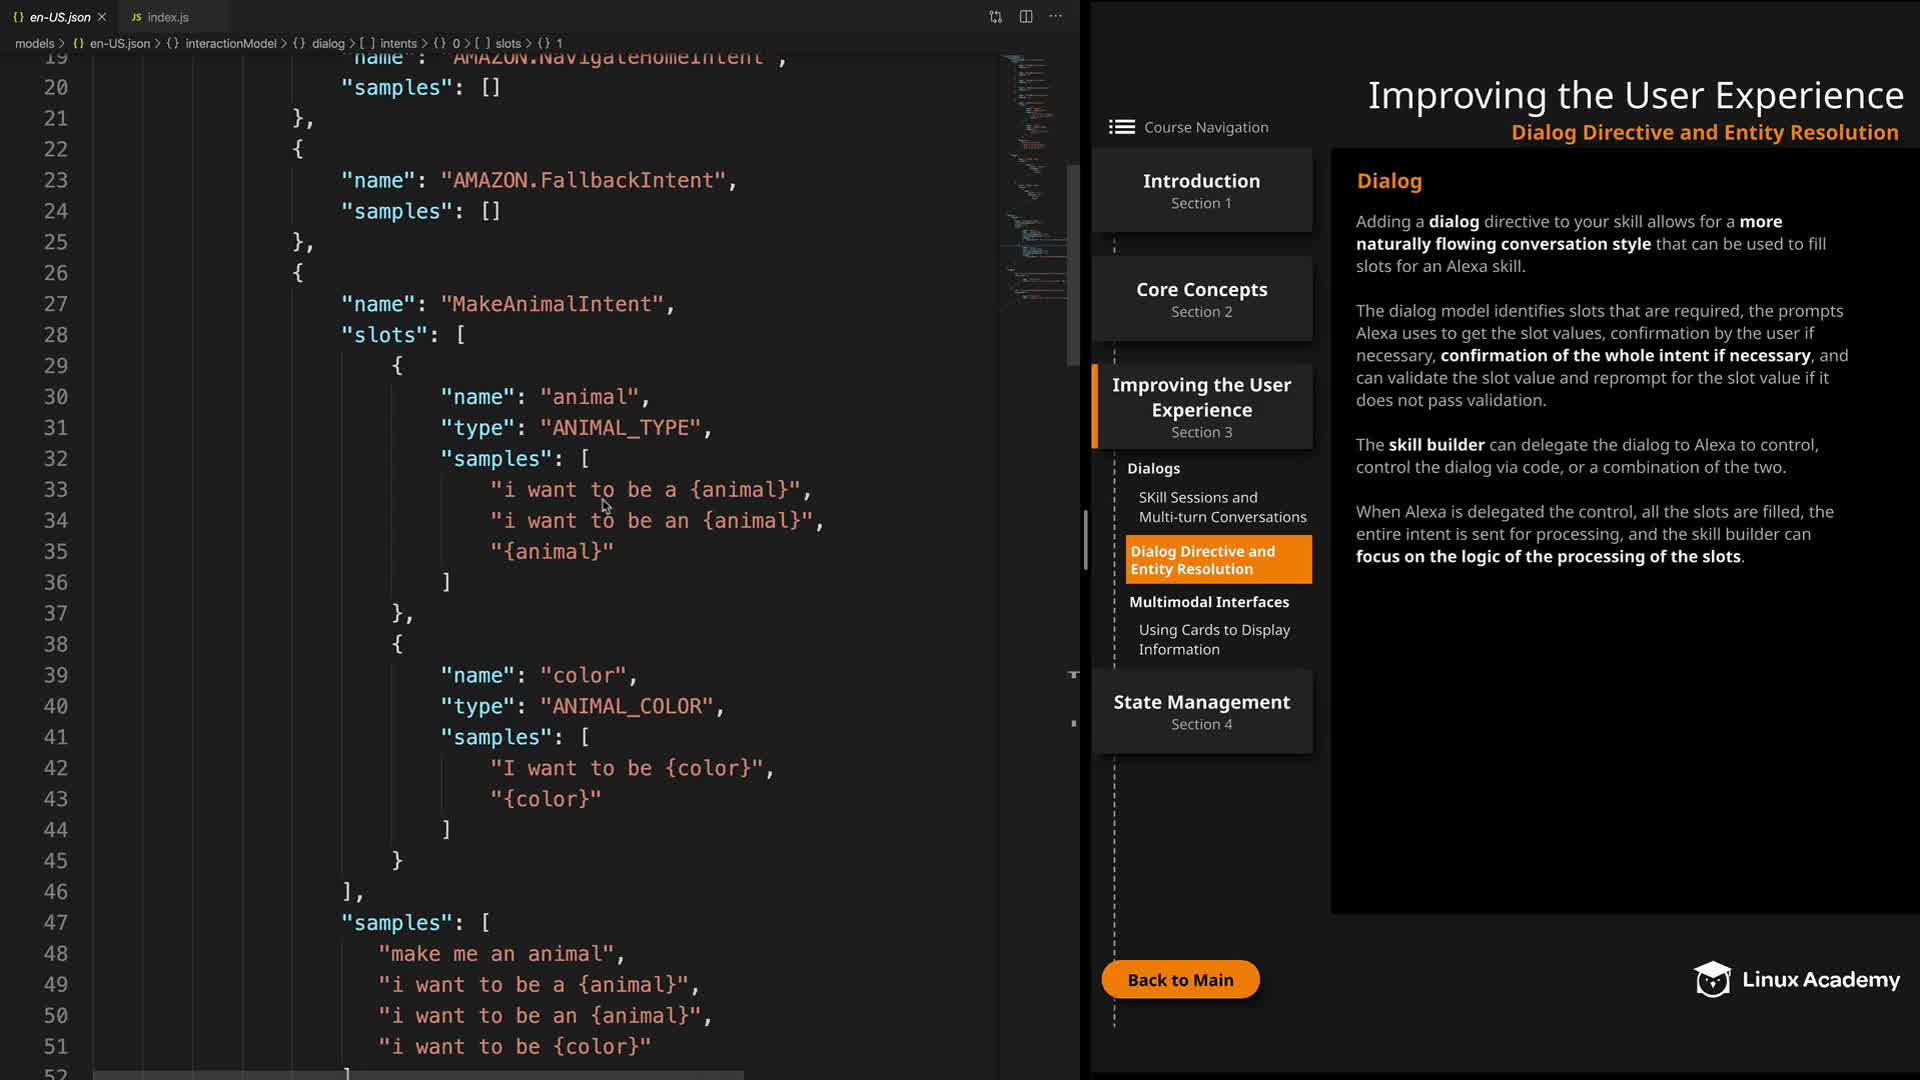 en-US.json
JS index.js
models > {} en-US.json > {} interactionModel > {} dialog > [ ] intents > {} 0 > [ ] slots > {} 1
19 "name": "AMAZON.NavigateHomeIntent",
20 "samples": []
21 },
22 {
23 "name": "AMAZON.FallbackIntent",
24 "samples": []
25 },
26 {
27 "name": "MakeAnimalIntent",
28 "slots": [
29 {
30 "name": "animal",
31 "type": "ANIMAL_TYPE",
32 "samples": [
33 "i want to be a {animal}",
34 "i want to be an {animal}",
35 "{animal}"
36 ]
37 },
38 {
39 "name": "color",
40 "type": "ANIMAL_COLOR",
41 "samples": [
42 "I want to be {color}",
43 "{color}"
44 ]
45 }
46 ],
47 "samples": [
48 "make me an animal",
49 "i want to be a {animal}",
50 "i want to be an {animal}",
51 "i want to be {color}"
52 ]
Improving the User Experience
Dialog Directive and Entity Resolution
Course Navigation
Introduction
Section 1
Core Concepts
Section 2
Improving the User
Experience
Section 3
Dialogs
SKill Sessions and
Multi-turn Conversations
Dialog Directive and
Entity Resolution
Multimodal Interfaces
Using Cards to Display
Information
State Management
Section 4
Back to Main
Dialog
Adding a dialog directive to your skill allows for a more
naturally flowing conversation style that can be used to fill
slots for an Alexa skill.
The dialog model identifies slots that are required, the prompts
Alexa uses to get the slot values, confirmation by the user if
necessary, confirmation of the whole intent if necessary, and
can validate the slot value and reprompt for the slot value if it
does not pass validation.
The skill builder can delegate the dialog to Alexa to control,
control the dialog via code, or a combination of the two.
When Alexa is delegated the control, all the slots are filled, the
entire intent is sent for processing, and the skill builder can
focus on the logic of the processing of the slots.
Linux Academy